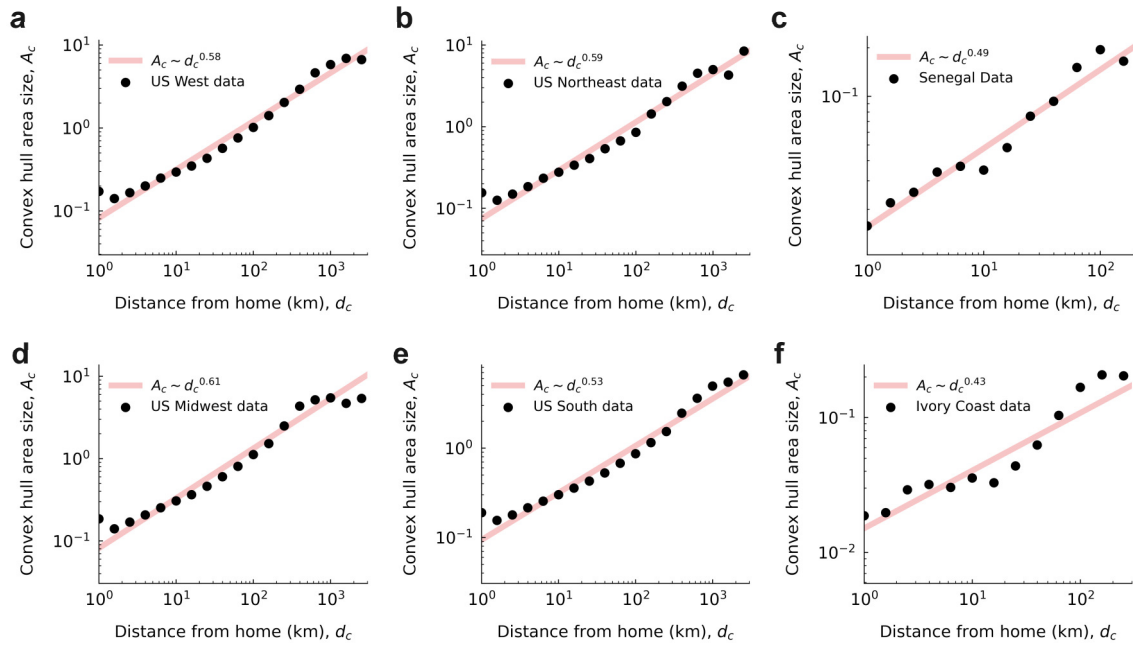 a
Convex hull area size, A_c
10^1
10^0
10^-1
A_c ~ d_c^0.58
US West data
10^0 10^1 10^2 10^3
Distance from home (km), d_c
b
Convex hull area size, A_c
10^1
10^0
10^-1
A_c ~ d_c^0.59
US Northeast data
10^0 10^1 10^2 10^3
Distance from home (km), d_c
c
Convex hull area size, A_c
10^-1
A_c ~ d_c^0.49
Senegal Data
10^0 10^1 10^2
Distance from home (km), d_c
d
Convex hull area size, A_c
10^1
10^0
10^-1
A_c ~ d_c^0.61
US Midwest data
10^0 10^1 10^2 10^3
Distance from home (km), d_c
e
Convex hull area size, A_c
10^0
10^-1
A_c ~ d_c^0.53
US South data
10^0 10^1 10^2 10^3
Distance from home (km), d_c
f
Convex hull area size, A_c
10^-1
10^-2
A_c ~ d_c^0.43
Ivory Coast data
10^0 10^1 10^2
Distance from home (km), d_c